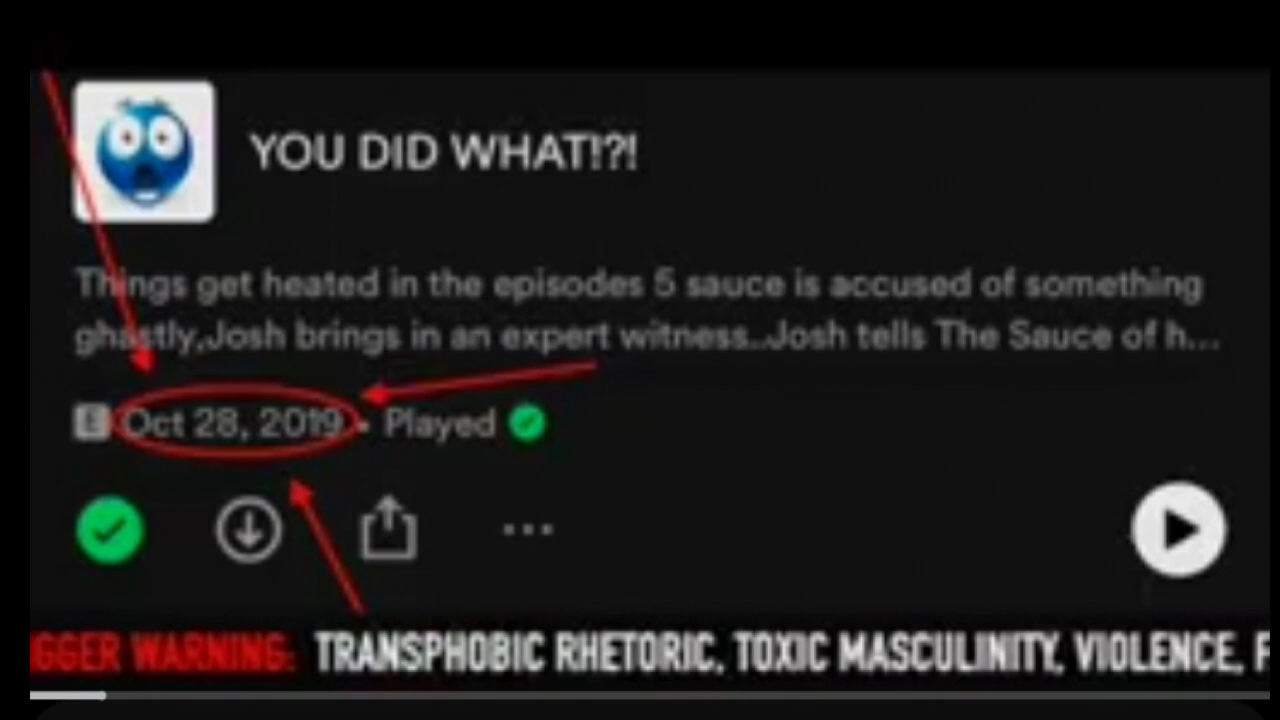 YOU DID WHAT!?!
Things get heated in the episodes 5 sauce is accused of something
ghastly,Josh brings in an expert witness..Josh tells The Sauce of h...
E Oct 28, 2019 • Played
GGER WARNING: TRANSPHOBIC RHETORIC, TOXIC MASCULINITY, VIOLENCE, F